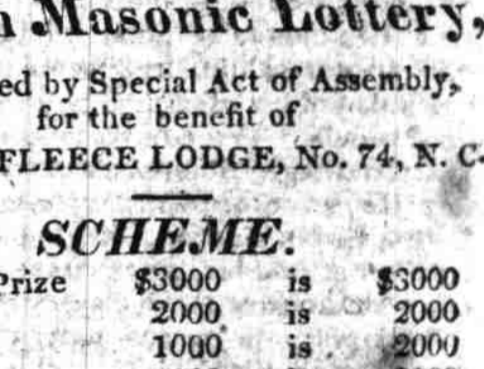 n Masonic Lottery,
ed by Special Act of Assembly,
for the benefit of
FLEECE LODGE, No. 74, N. C.
SCHEME.
Prize $3000 is $3000
2000 is 2000
1000 is 2000